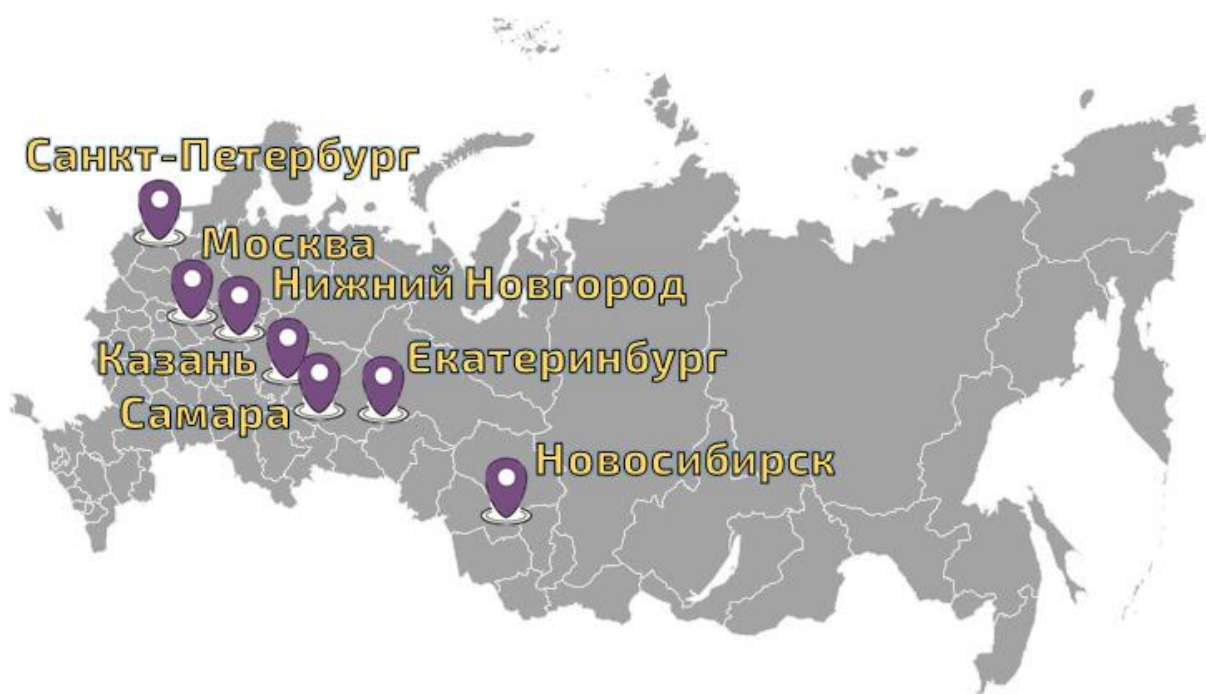 Санкт-Петербург
Москва
Нижний Новгород
Казань
Екатеринбург
Самара
Новосибирск